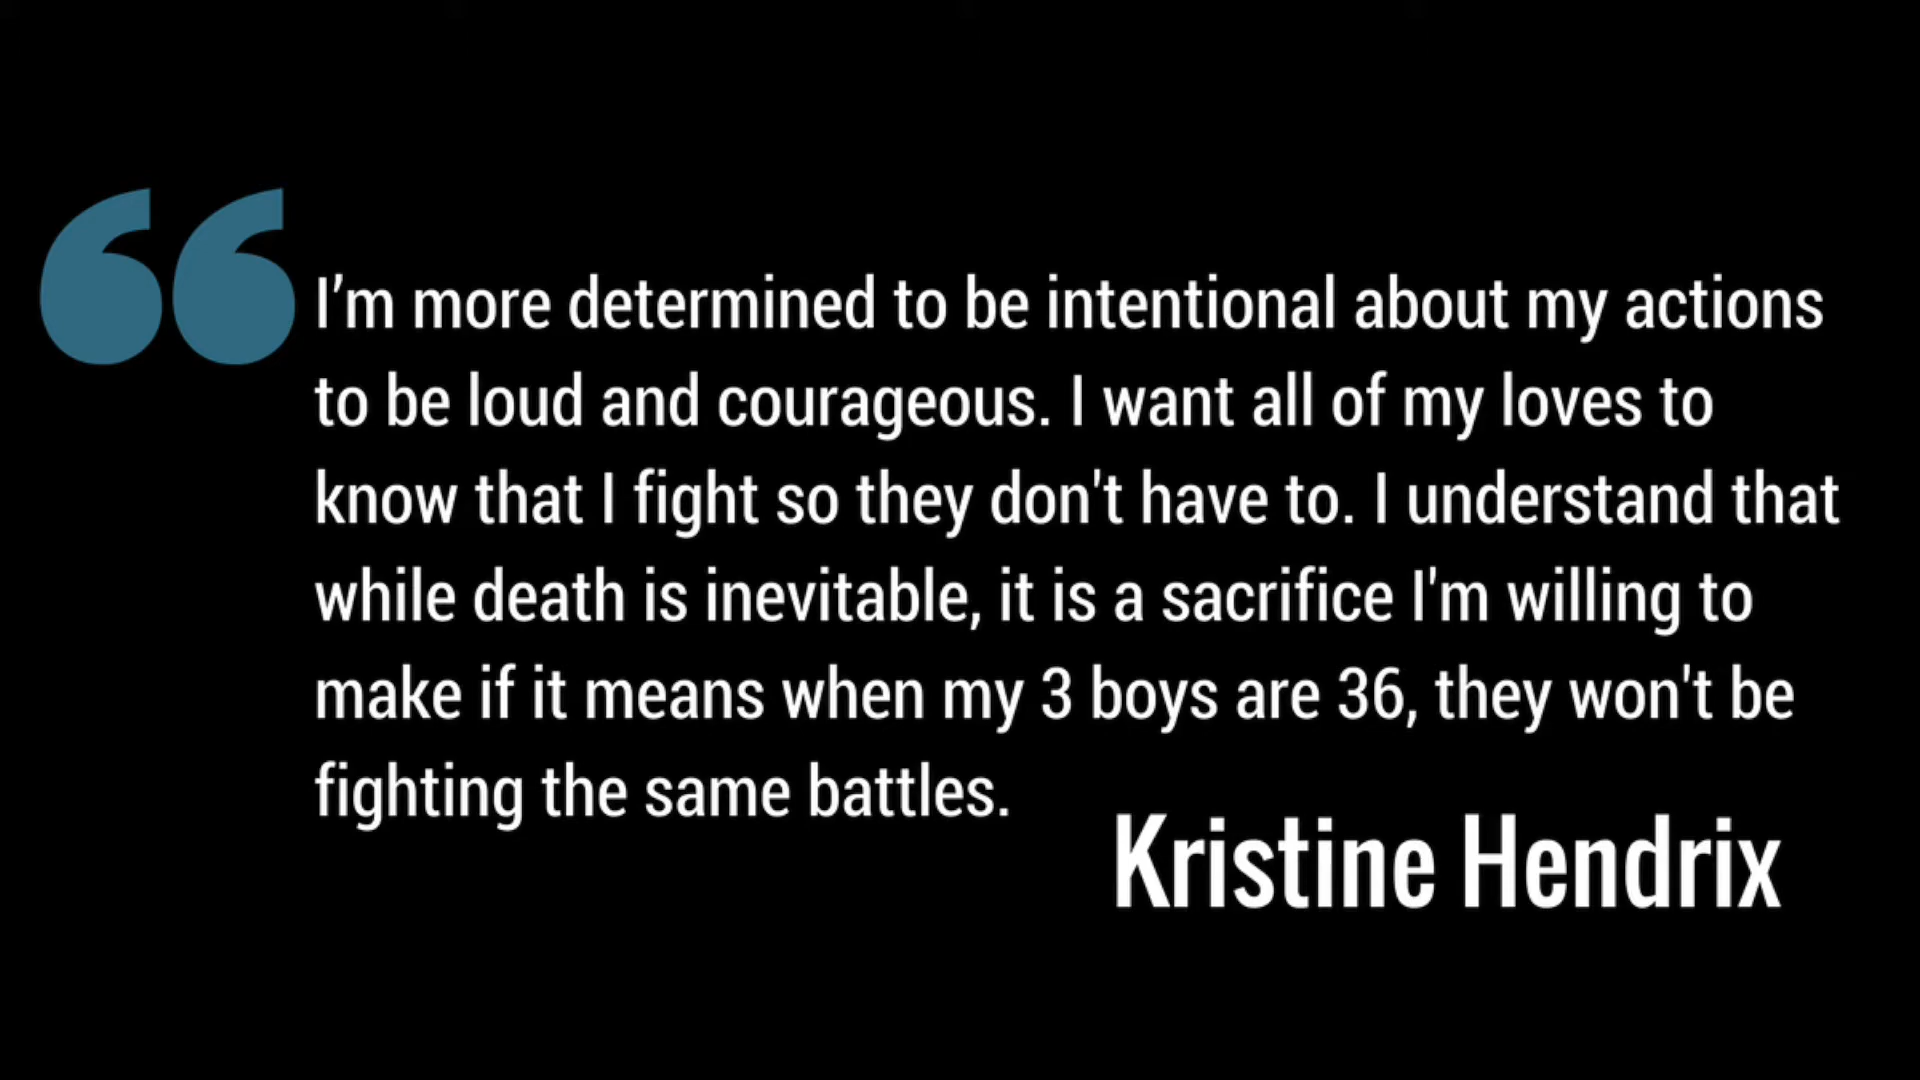 I’m more determined to be intentional about my actions
to be loud and courageous. I want all of my loves to
know that I fight so they don't have to. I understand that
while death is inevitable, it is a sacrifice I'm willing to
make if it means when my 3 boys are 36, they won't be
fighting the same battles.
Kristine Hendrix